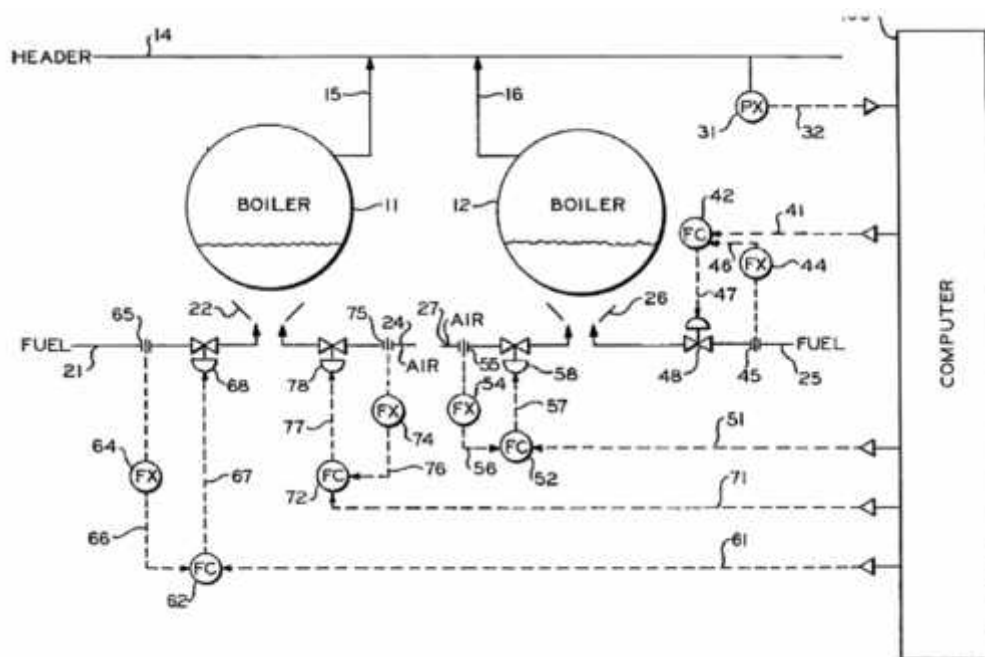 14
HEADER
15
16
PX
31
32
BOILER
11
12
BOILER
42
FC
41
46
FX
44
47
22
26
65
75
24
27
AIR
FUEL
21
68
78
AIR
55
58
48
45
FUEL
25
54
FX
57
77
FX
74
51
64
FX
67
72
FC
76
56
FC
52
71
66
61
FC
62
COMPUTER